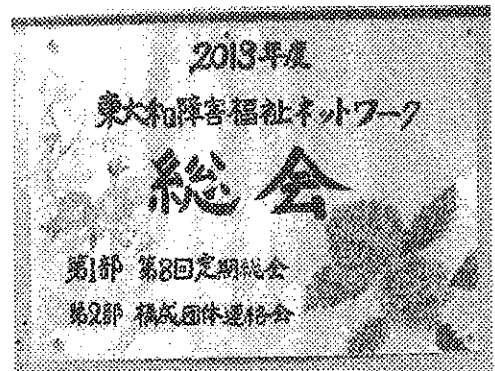 2013年度
東大和障害福祉ネットワーク
総会
第1部 第8回定期総会
第2部 構成団体連絡会